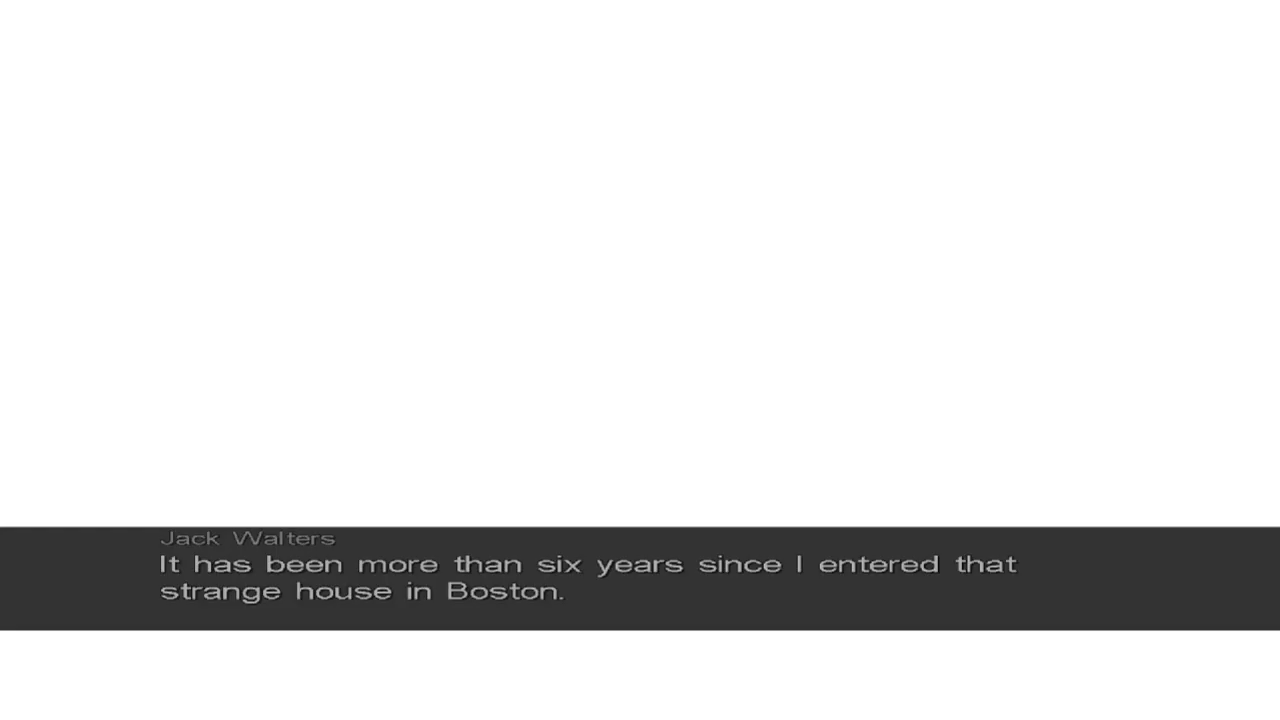 Jack Walters
It has been more than six years since I entered that
strange house in Boston.